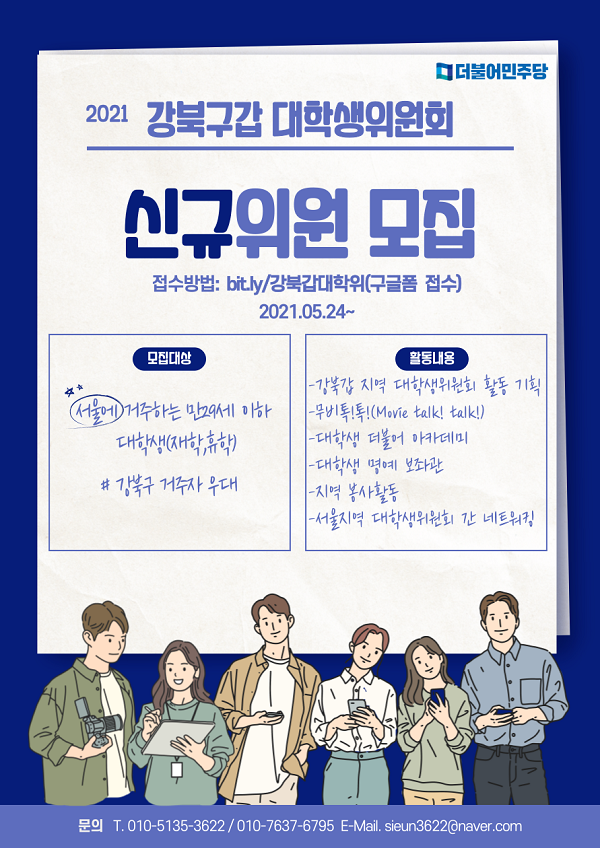 더불어민주당
2021 강북구갑 대학생위원회
신규위원 모집
접수방법: bit.ly/강북갑대학위(구글폼 접수)
2021.05.24~
모집대상
서울에 거주하는 만29세 이하
대학생(재학,휴학)
# 강북구 거주자 우대
활동내용
-강북갑 지역 대학생위원회 활동 기획
-무비톡!톡!(Movie talk! talk!)
-대학생 더불어 아카데미
-대학생 명예 보좌관
-지역 봉사활동
-서울지역 대학생위원회 간 네트워킹
문의 T. 010-5135-3622 / 010-7637-6795 E-Mail. sieun3622@naver.com